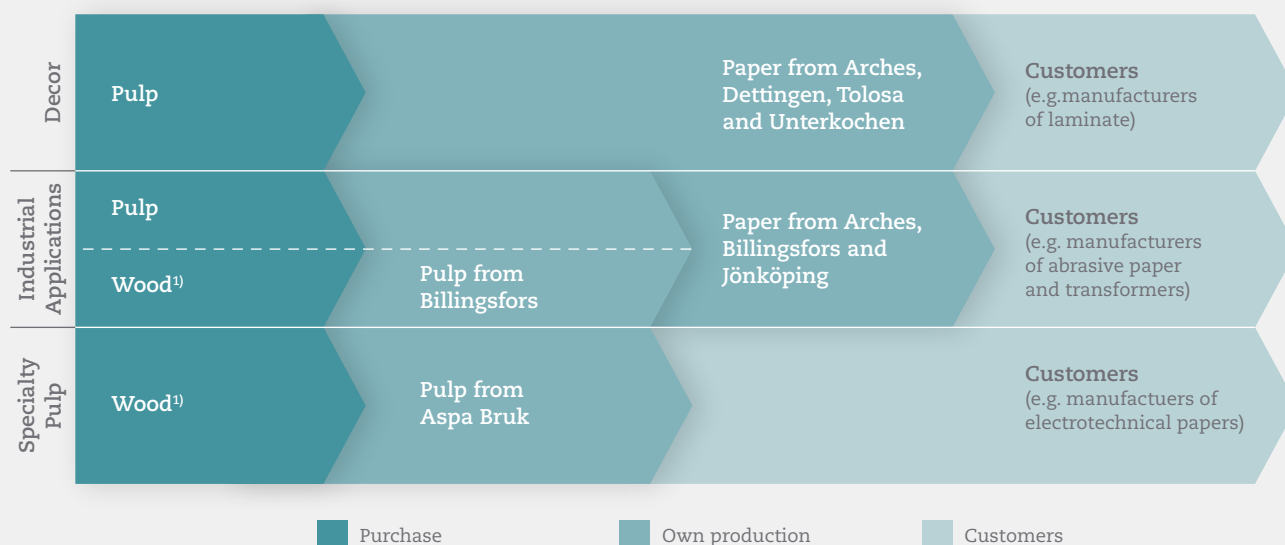 Decor
Pulp
Paper from Arches,
Dettingen, Tolosa
and Unterkochen
Customers
(e.g.manufacturers
of laminate)
Industrial
Applications
Pulp
Wood¹⁾
Pulp from
Billingsfors
Paper from Arches,
Billingsfors and
Jönköping
Customers
(e.g. manufacturers
of abrasive paper
and transformers)
Specialty
Pulp
Wood¹⁾
Pulp from
Aspa Bruk
Customers
(e.g. manufactuers of
electrotechnical papers)
Purchase
Own production
Customers